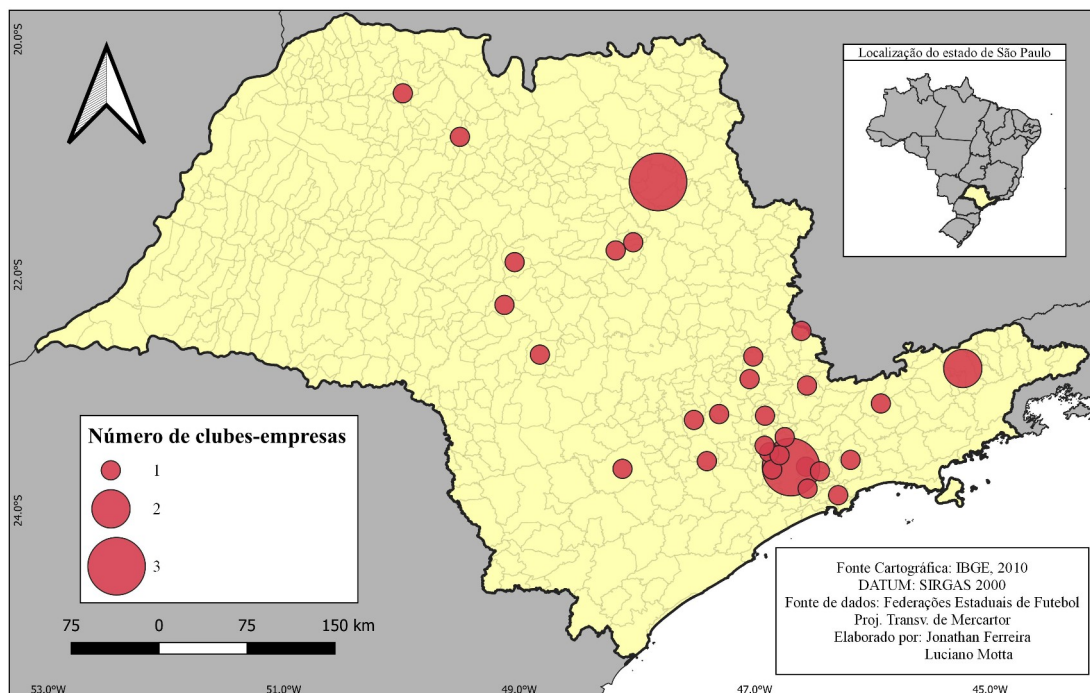 20.0°S
Localização do estado de São Paulo
22.0°S
Número de clubes-empresas
1
2
3
24.0°S
75 0 75 150 km
Fonte Cartográfica: IBGE, 2010
DATUM: SIRGAS 2000
Fonte de dados: Federações Estaduais de Futebol
Proj. Transv. de Mercartor
Elaborado por: Jonathan Ferreira
Luciano Motta
53.0°W 51.0°W 49.0°W 47.0°W 45.0°W